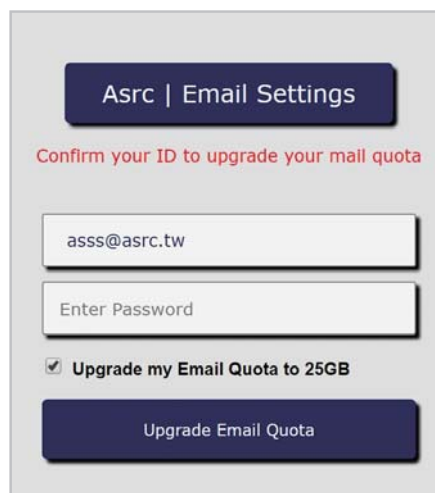 Asrc | Email Settings
Confirm your ID to upgrade your mail quota
asss@asrc.tw
Enter Password
Upgrade my Email Quota to 25GB
Upgrade Email Quota